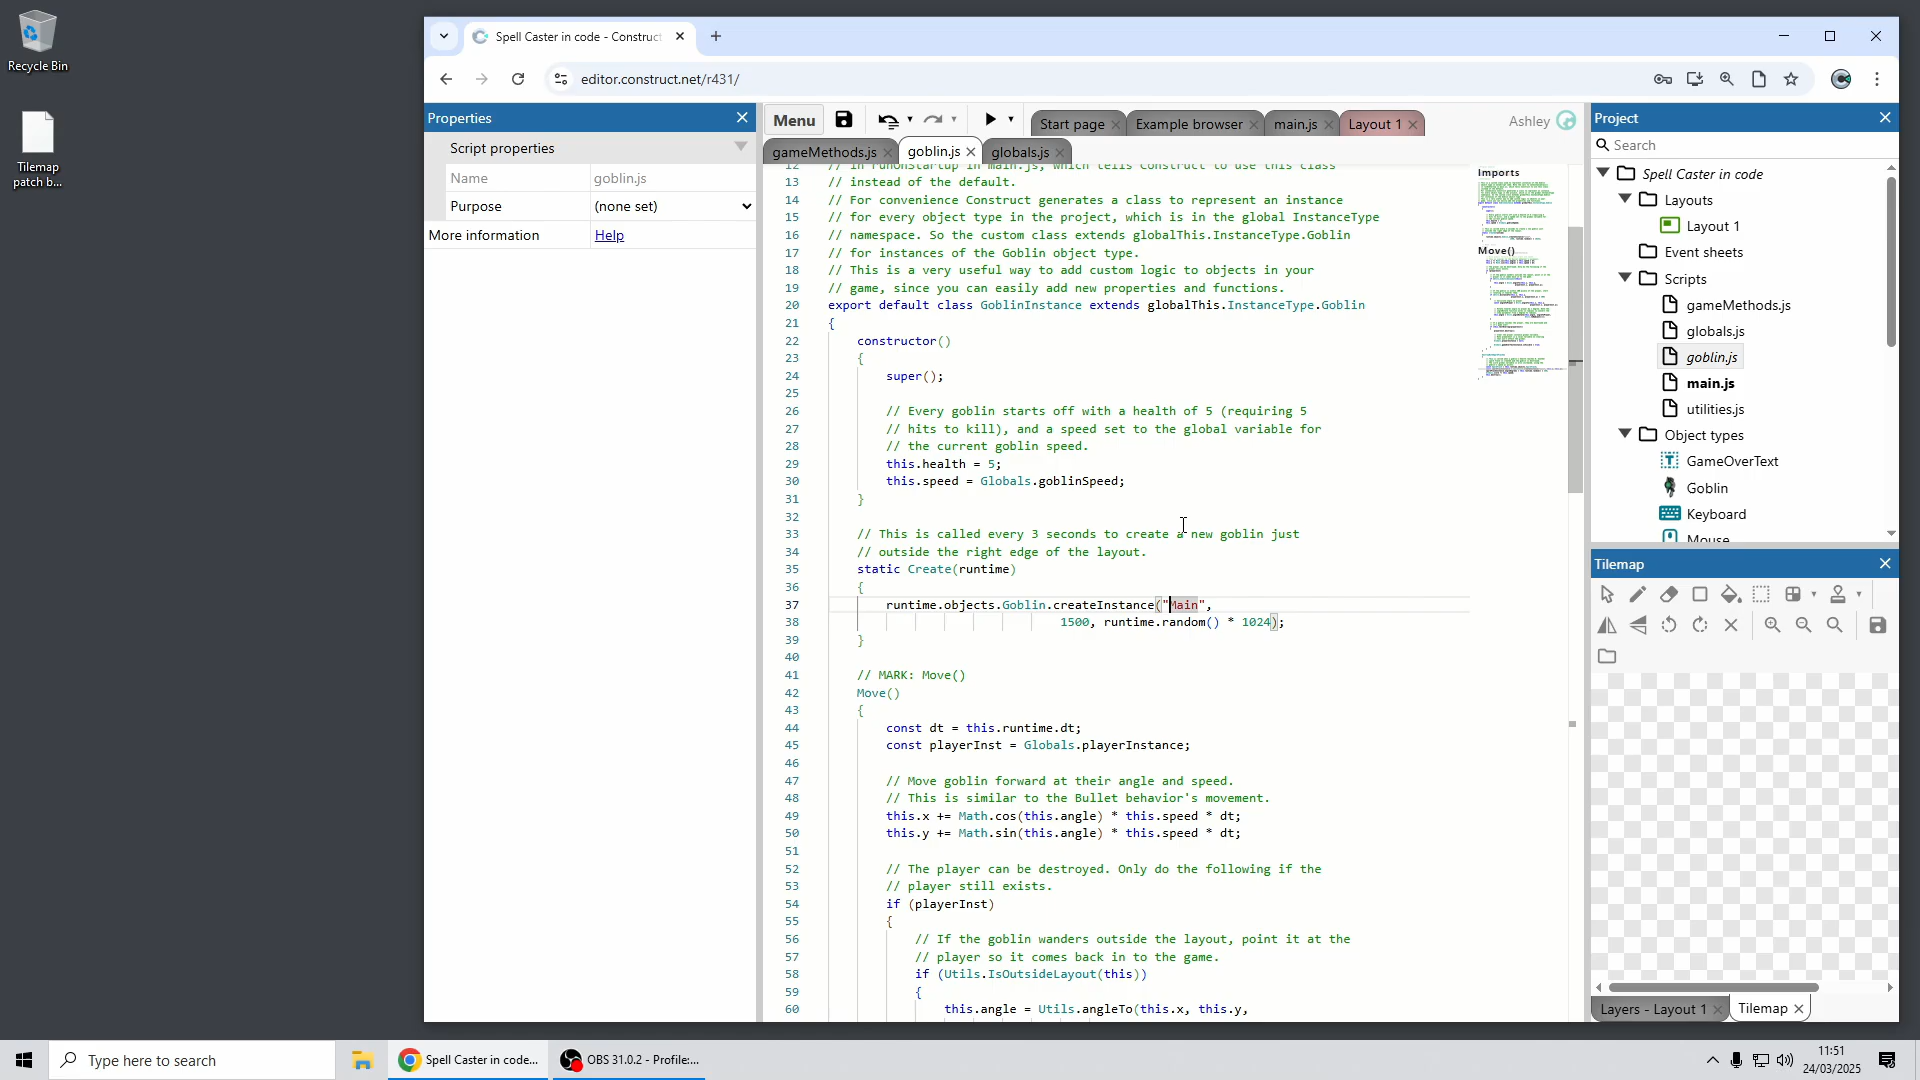 Recycle Bin
Tilemap
patch b...
Spell Caster in code - Construct
editor.construct.net/r431/
Properties
Script properties
Name goblin.js
Purpose (none set)
More information Help
Menu
Start page
Example browser
main.js
Layout 1
Ashley
gameMethods.js
goblin.js
globals.js
12 // in runOnStartup in main.js, which tells Construct to use this class
13 // instead of the default.
14 // For convenience Construct generates a class to represent an instance
15 // for every object type in the project, which is in the global InstanceType
16 // namespace. So the custom class extends globalThis.InstanceType.Goblin
17 // for instances of the Goblin object type.
18 // This is a very useful way to add custom logic to objects in your
19 // game, since you can easily add new properties and functions.
20 export default class GoblinInstance extends globalThis.InstanceType.Goblin
21 {
22 constructor()
23 {
24 super();
25
26 // Every goblin starts off with a health of 5 (requiring 5
27 // hits to kill), and a speed set to the global variable for
28 // the current goblin speed.
29 this.health = 5;
30 this.speed = Globals.goblinSpeed;
31 }
32
33 // This is called every 3 seconds to create a new goblin just
34 // outside the right edge of the layout.
35 static Create(runtime)
36 {
37 runtime.objects.Goblin.createInstance("Main",
38 1500, runtime.random() * 1024);
39 }
40
41 // MARK: Move()
42 Move()
43 {
44 const dt = this.runtime.dt;
45 const playerInst = Globals.playerInstance;
46
47 // Move goblin forward at their angle and speed.
48 // This is similar to the Bullet behavior's movement.
49 this.x += Math.cos(this.angle) * this.speed * dt;
50 this.y += Math.sin(this.angle) * this.speed * dt;
51
52 // The player can be destroyed. Only do the following if the
53 // player still exists.
54 if (playerInst)
55 {
56 // If the goblin wanders outside the layout, point it at the
57 // player so it comes back in to the game.
58 if (Utils.IsOutsideLayout(this))
59 {
60 this.angle = Utils.angleTo(this.x, this.y,
Imports
Move()
Project
Search
Spell Caster in code
Layouts
Layout 1
Event sheets
Scripts
gameMethods.js
globals.js
goblin.js
main.js
utilities.js
Object types
GameOverText
Goblin
Keyboard
Mouse
Tilemap
Layers - Layout 1
Tilemap
Type here to search
Spell Caster in code...
OBS 31.0.2 - Profile:...
11:51
24/03/2025